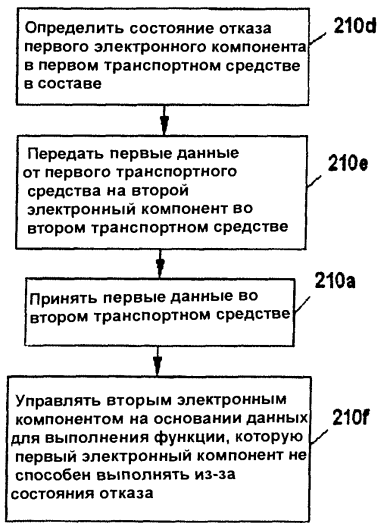 Определить состояние отказа
первого электронного компонента
в первом транспортном средстве
в составе
210d
Передать первые данные
от первого транспортного
средства на второй
электронный компонент во
втором транспортном средстве
210e
Принять первые данные во
втором транспортном средстве
210a
Управлять вторым электронным
компонентом на основании данных
для выполнения функции, которую
первый электронный компонент не
способен выполнять из-за
состояния отказа
210f